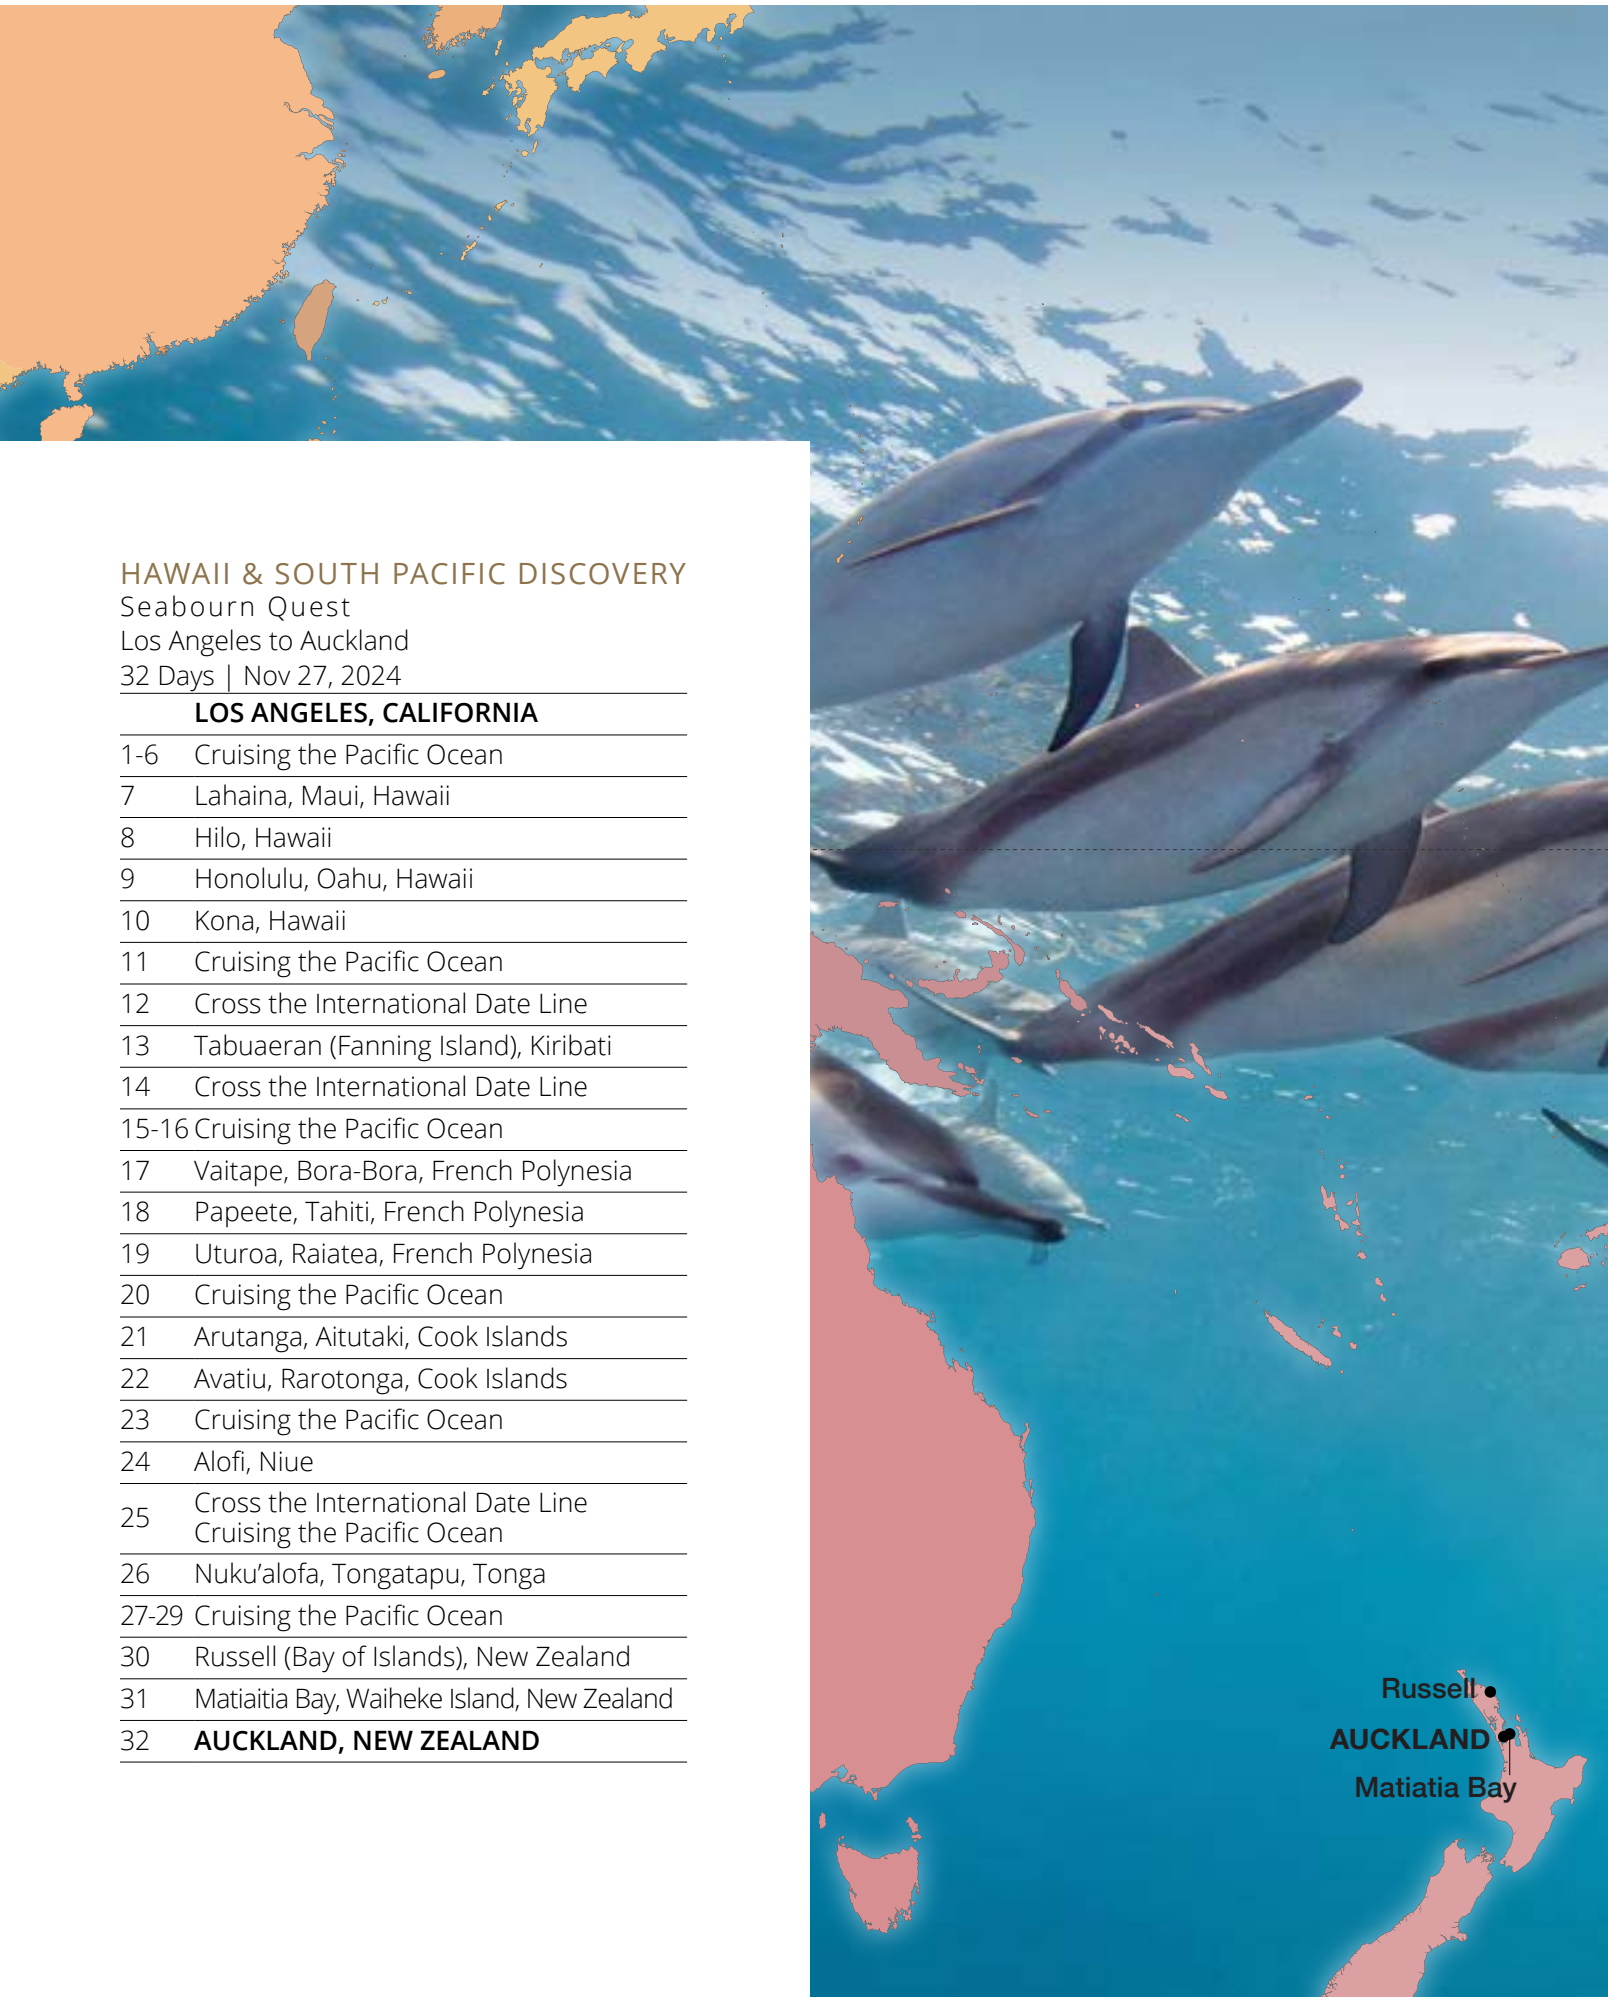 HAWAII & SOUTH PACIFIC DISCOVERY
Seabourn Quest
Los Angeles to Auckland
32 Days | Nov 27, 2024
LOS ANGELES, CALIFORNIA
1-6 Cruising the Pacific Ocean
7 Lahaina, Maui, Hawaii
8 Hilo, Hawaii
9 Honolulu, Oahu, Hawaii
10 Kona, Hawaii
11 Cruising the Pacific Ocean
12 Cross the International Date Line
13 Tabuaeran (Fanning Island), Kiribati
14 Cross the International Date Line
15-16 Cruising the Pacific Ocean
17 Vaitape, Bora-Bora, French Polynesia
18 Papeete, Tahiti, French Polynesia
19 Uturoa, Raiatea, French Polynesia
20 Cruising the Pacific Ocean
21 Arutanga, Aitutaki, Cook Islands
22 Avatiu, Rarotonga, Cook Islands
23 Cruising the Pacific Ocean
24 Alofi, Niue
25 Cross the International Date Line
Cruising the Pacific Ocean
26 Nuku’alofa, Tongatapu, Tonga
27-29 Cruising the Pacific Ocean
30 Russell (Bay of Islands), New Zealand
31 Matiaitia Bay, Waiheke Island, New Zealand
32 AUCKLAND, NEW ZEALAND
Russell
AUCKLAND
Matiatia Bay